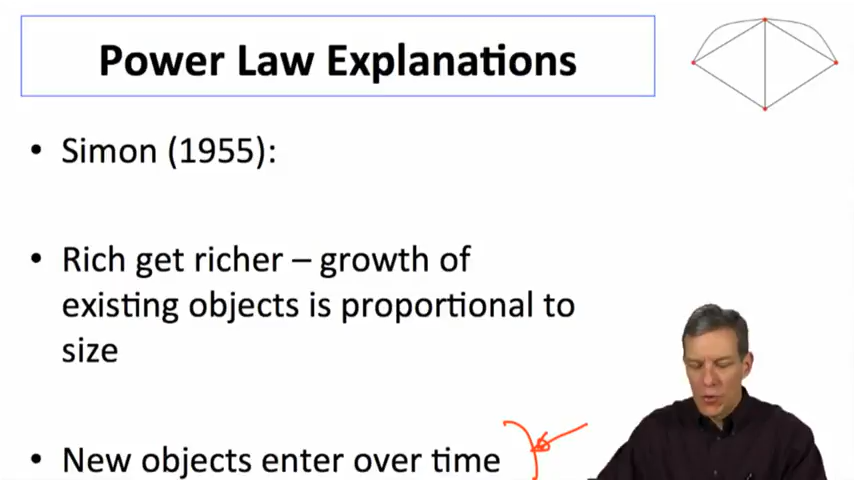 Power Law Explanations
• Simon (1955):
• Rich get richer – growth of
existing objects is proportional to
size
• New objects enter over time